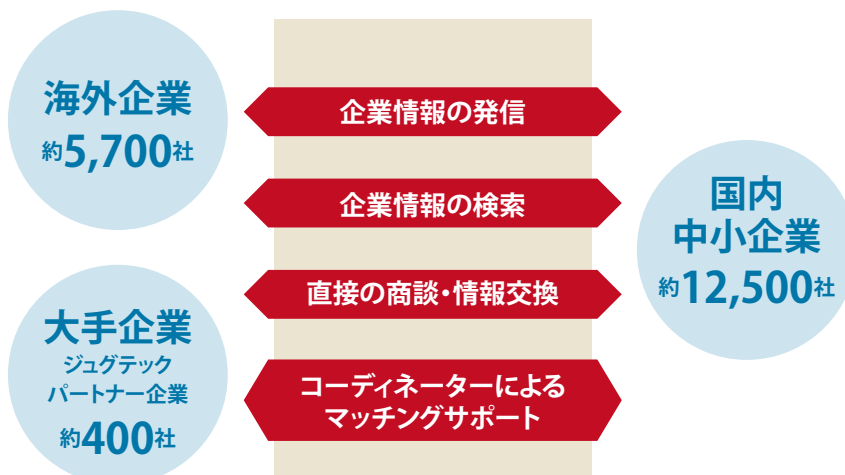 海外企業
約5,700社
大手企業
ジュグテック
パートナー企業
約400社
企業情報の発信
企業情報の検索
直接の商談・情報交換
コーディネーターによる
マッチングサポート
国内
中小企業
約12,500社